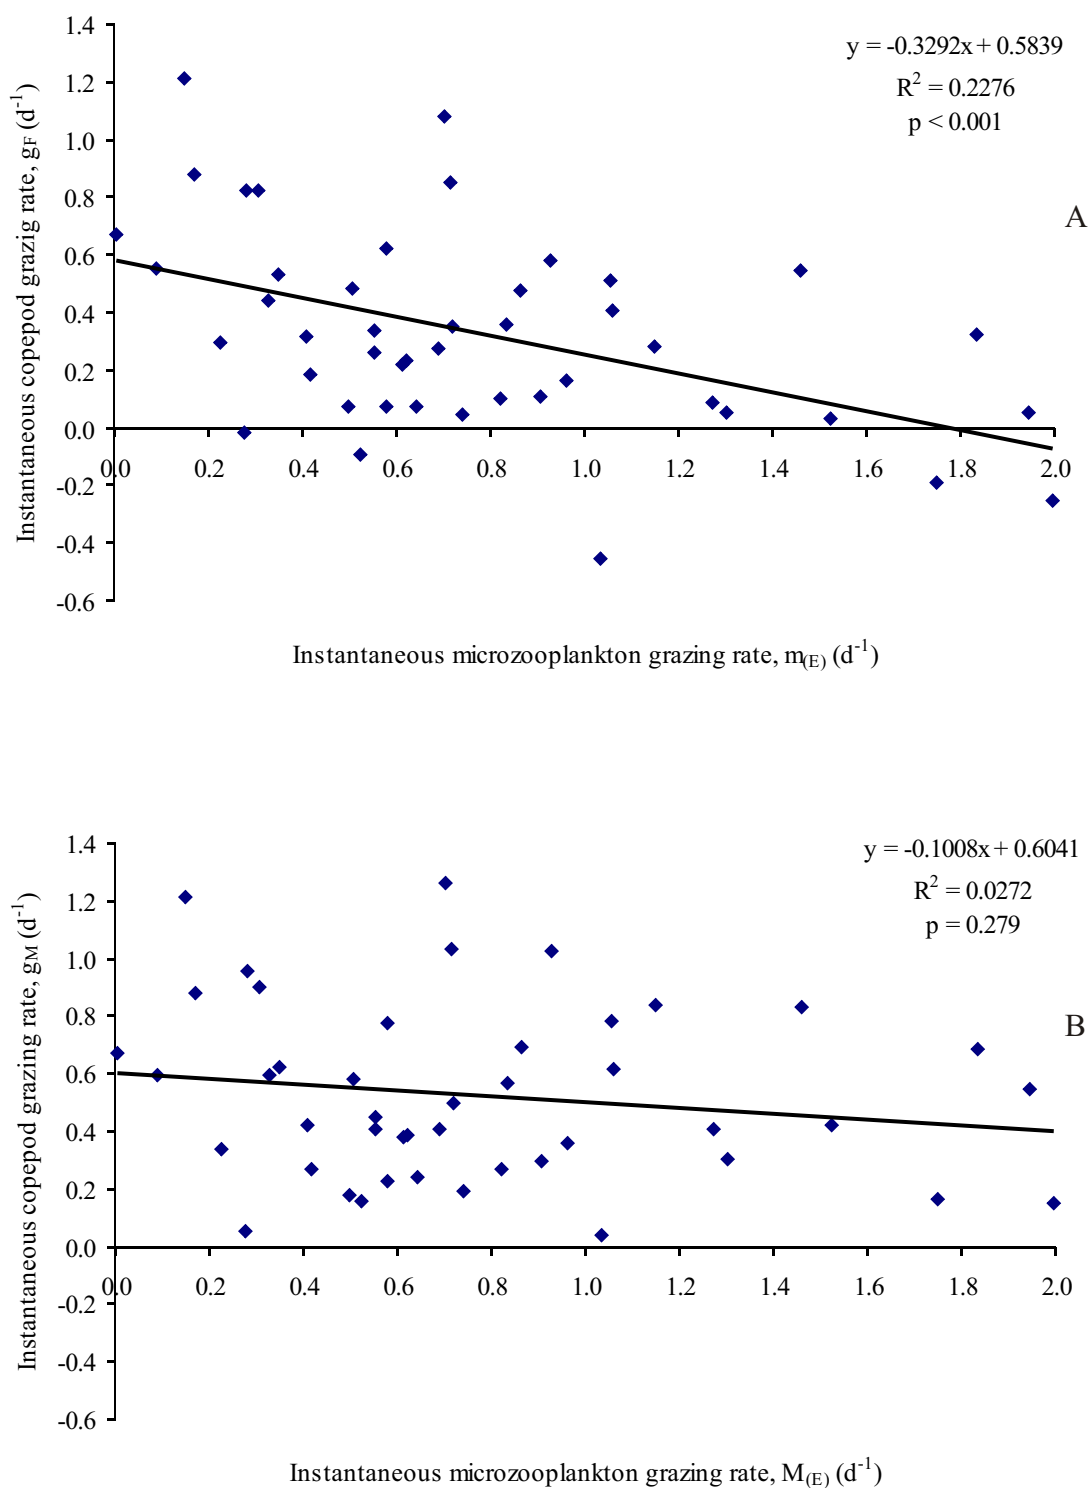 1.4
1.2
1.0
0.8
0.6
0.4
0.2
0.0
-0.2
-0.4
-0.6
Instantaneous copepod grazig rate, gF (d-1)
y = -0.3292x + 0.5839
R2 = 0.2276
p < 0.001
A
0.0 0.2 0.4 0.6 0.8 1.0 1.2 1.4 1.6 1.8 2.0
Instantaneous microzooplankton grazing rate, m(E) (d-1)
1.4
1.2
1.0
0.8
0.6
0.4
0.2
0.0
-0.2
-0.4
-0.6
Instantaneous copepod grazing rate, gM (d-1)
y = -0.1008x + 0.6041
R2 = 0.0272
p = 0.279
B
0.0 0.2 0.4 0.6 0.8 1.0 1.2 1.4 1.6 1.8 2.0
Instantaneous microzooplankton grazing rate, M(E) (d-1)